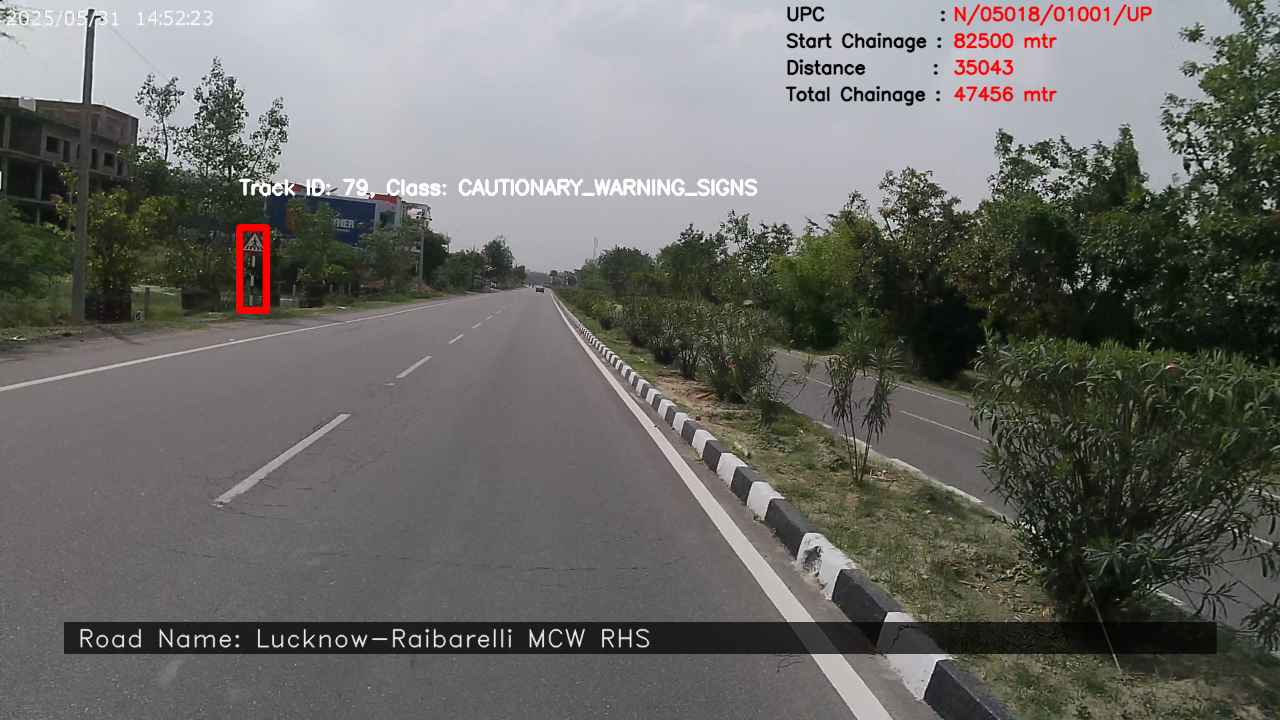 2025/05/31 14:52:23
UPC : N/05018/01001/UP
Start Chainage : 82500 mtr
Distance : 35043
Total Chainage : 47456 mtr
Track ID: 79, Class: CAUTIONARY_WARNING_SIGNS
Road Name: Lucknow-Raibarelli MCW RHS